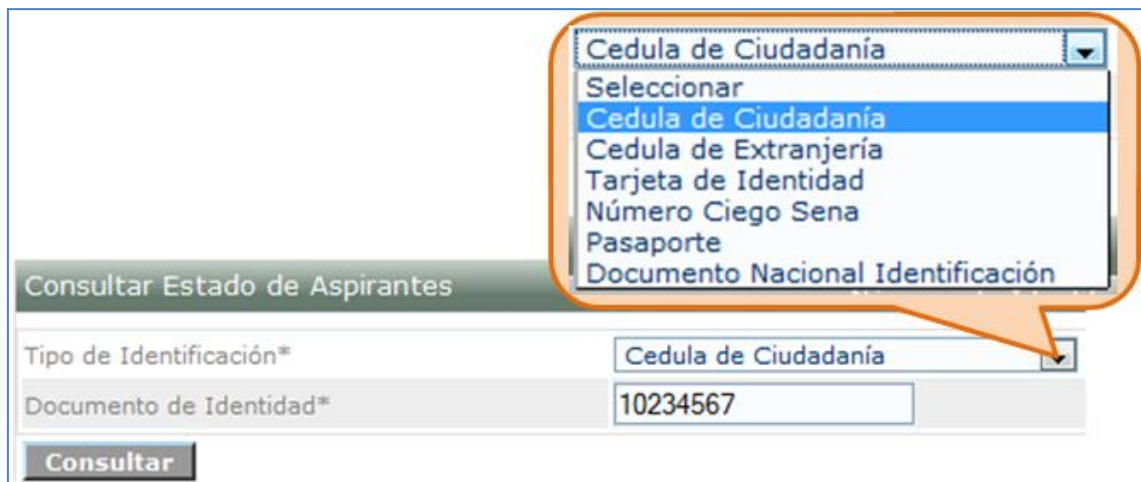 Cedula de Ciudadanía
Seleccionar
Cedula de Ciudadanía
Cedula de Extranjería
Tarjeta de Identidad
Número Ciego Sena
Pasaporte
Documento Nacional Identificación
Consultar Estado de Aspirantes
Tipo de Identificación* Cedula de Ciudadanía
Documento de Identidad* 10234567
Consultar